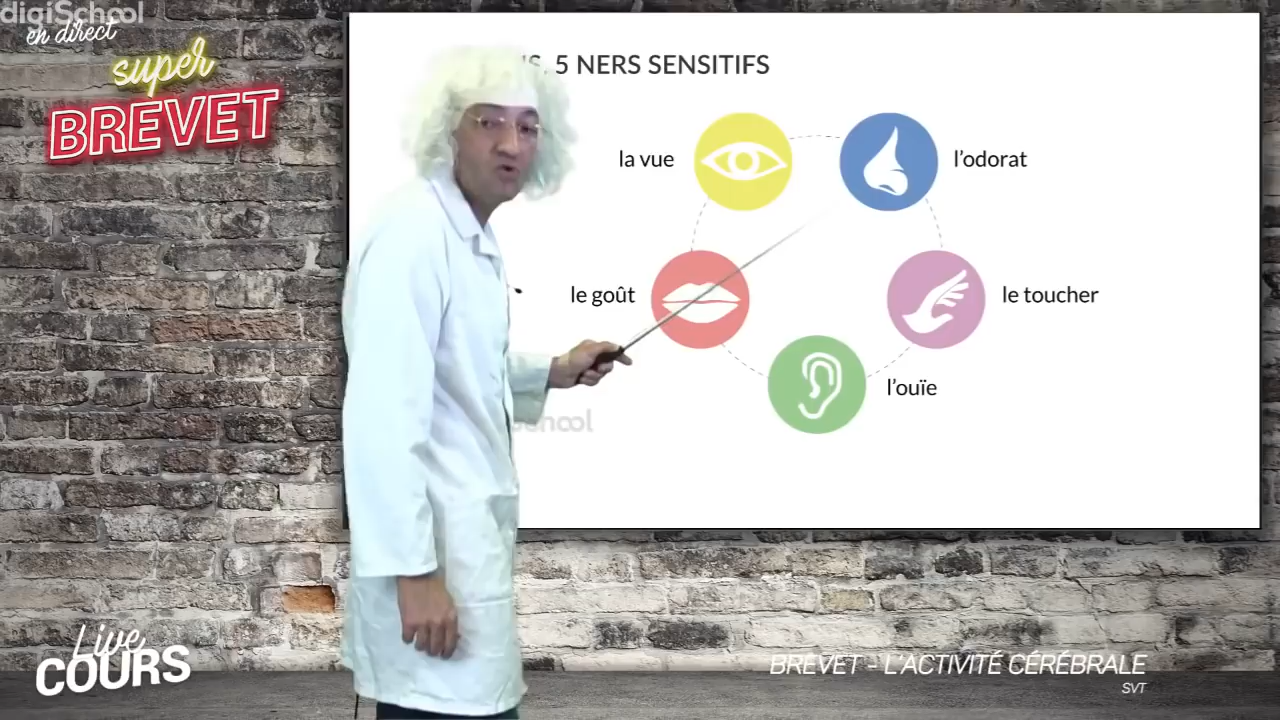 digiSchool
en direct
super
BREVET
5 NERS SENSITIFS
la vue
l'odorat
le goût
le toucher
l'ouïe
Live
COURS
BREVET - L'ACTIVITÉ CÉRÉBRALE
SVT